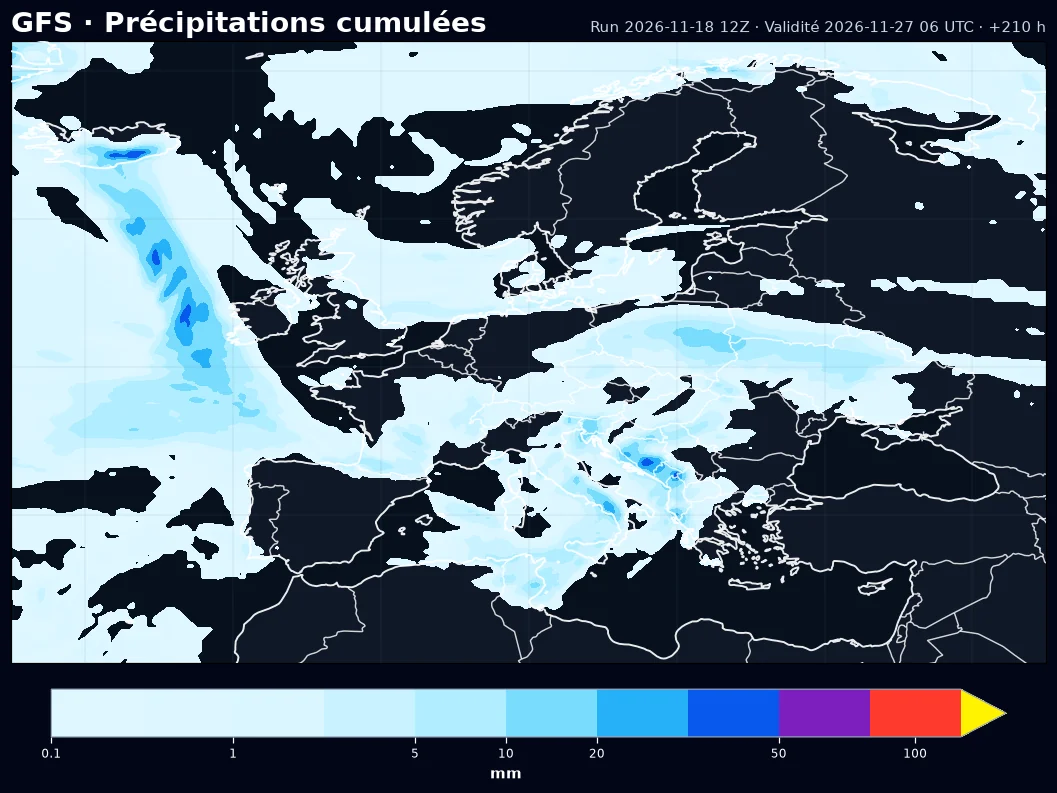 GFS · Précipitations cumulées
Run 2026-11-18 12Z · Validité 2026-11-27 06 UTC · +210 h
0.1 1 5 10 20 50 100
mm